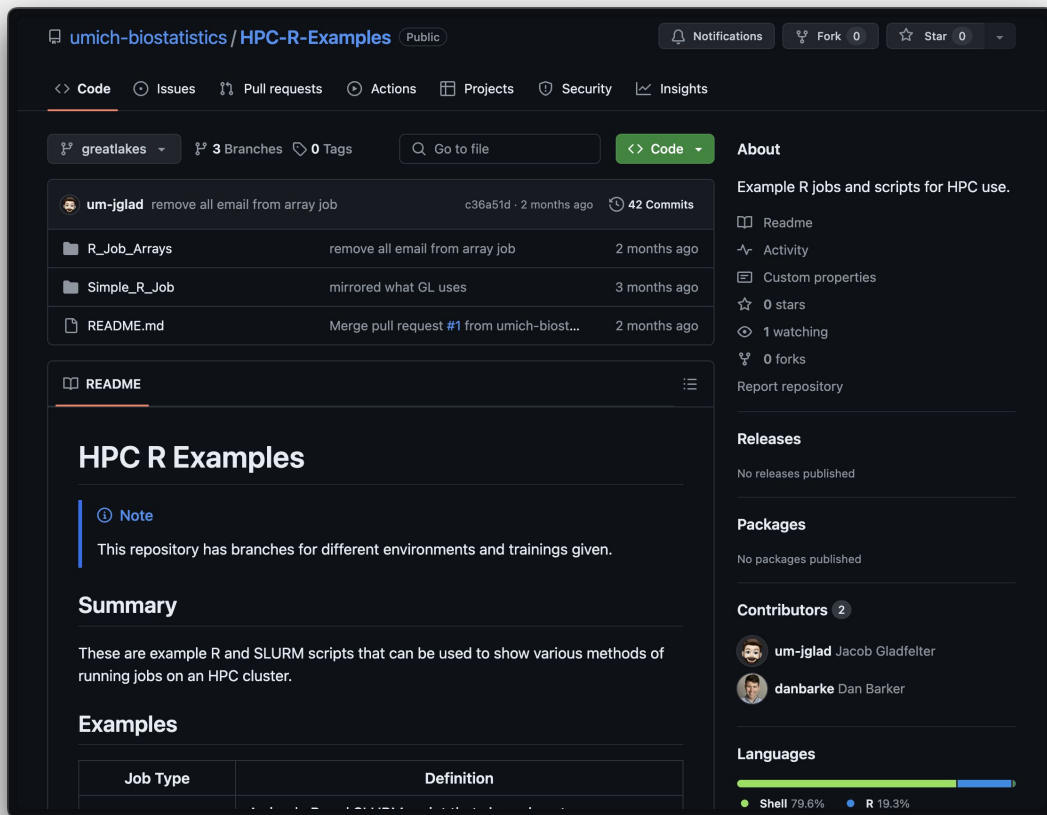 umich-biostatistics / HPC-R-Examples Public
Notifications Fork 0 Star 0
Code Issues Pull requests Actions Projects Security Insights
greatlakes 3 Branches 0 Tags Go to file Code
um-jglad remove all email from array job c36a51d · 2 months ago 42 Commits
R_Job_Arrays remove all email from array job 2 months ago
Simple_R_Job mirrored what GL uses 3 months ago
README.md Merge pull request #1 from umich-biost... 2 months ago
README
HPC R Examples
Note
This repository has branches for different environments and trainings given.
Summary
These are example R and SLURM scripts that can be used to show various methods of
running jobs on an HPC cluster.
Examples
Job Type Definition
About
Example R jobs and scripts for HPC use.
Readme
Activity
Custom properties
0 stars
1 watching
0 forks
Report repository
Releases
No releases published
Packages
No packages published
Contributors 2
um-jglad Jacob Gladfelter
danbarke Dan Barker
Languages
Shell 79.6% R 19.3%